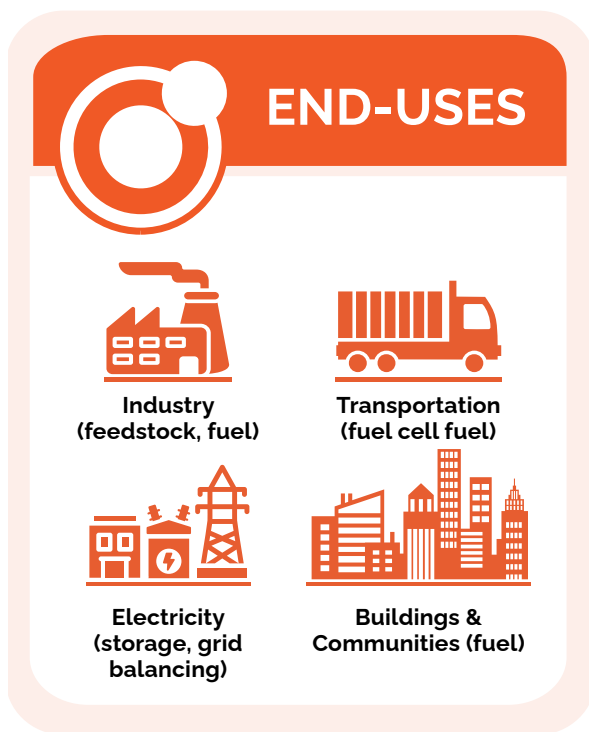 END-USES
Industry
(feedstock, fuel)
Transportation
(fuel cell fuel)
Electricity
(storage, grid
balancing)
Buildings &
Communities (fuel)